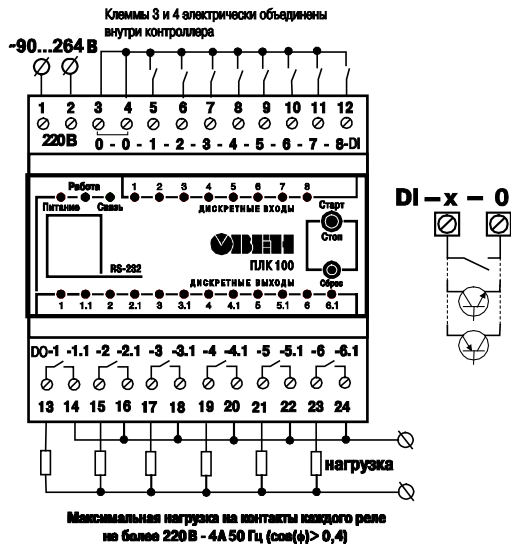 Клеммы 3 и 4 электрически объединены
внутри контроллера
~90...264 В
1 2 3 4 5 6 7 8 9 10 11 12
220 В 0 - 0 - 1 - 2 - 3 - 4 - 5 - 6 - 7 - 8-DI
Работа
Питание Связь
1 2 3 4 5 6 7 8
ДИСКРЕТНЫЕ ВХОДЫ
Старт
Стоп
ОВЕН
ПЛК 100
RS-232
Сброс
ДИСКРЕТНЫЕ ВЫХОДЫ
1 1.1 2 2.1 3 3.1 4 4.1 5 5.1 6 6.1
DI – x – 0
DO-1 -1.1 -2 -2.1 -3 -3.1 -4 -4.1 -5 -5.1 -6 -6.1
13 14 15 16 17 18 19 20 21 22 23 24
нагрузка
Максимальная нагрузка на контакты каждого реле
не более 220 В - 4А 50 Гц (cos(ϕ)> 0,4)